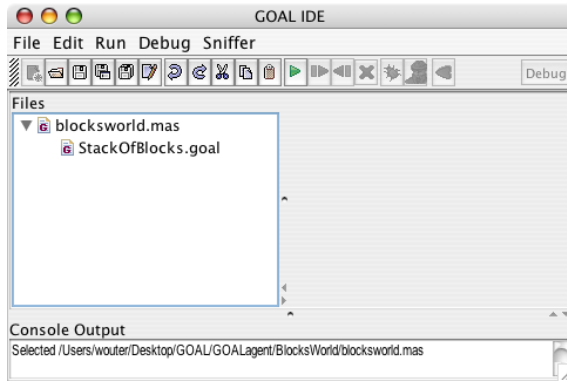 GOAL IDE
File Edit Run Debug Sniffer
Debug
Files
blocksworld.mas
StackOfBlocks.goal
Console Output
Selected /Users/wouter/Desktop/GOAL/GOALagent/BlocksWorld/blocksworld.mas